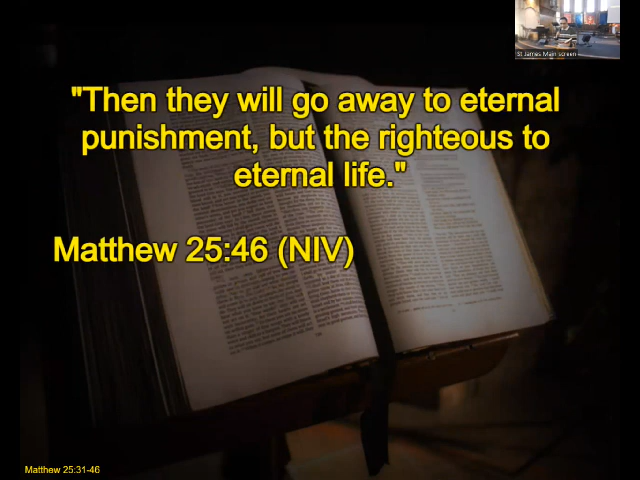 St James Main screen
"Then they will go away to eternal
punishment, but the righteous to
eternal life."
Matthew 25:46 (NIV)
Matthew 25:31-46